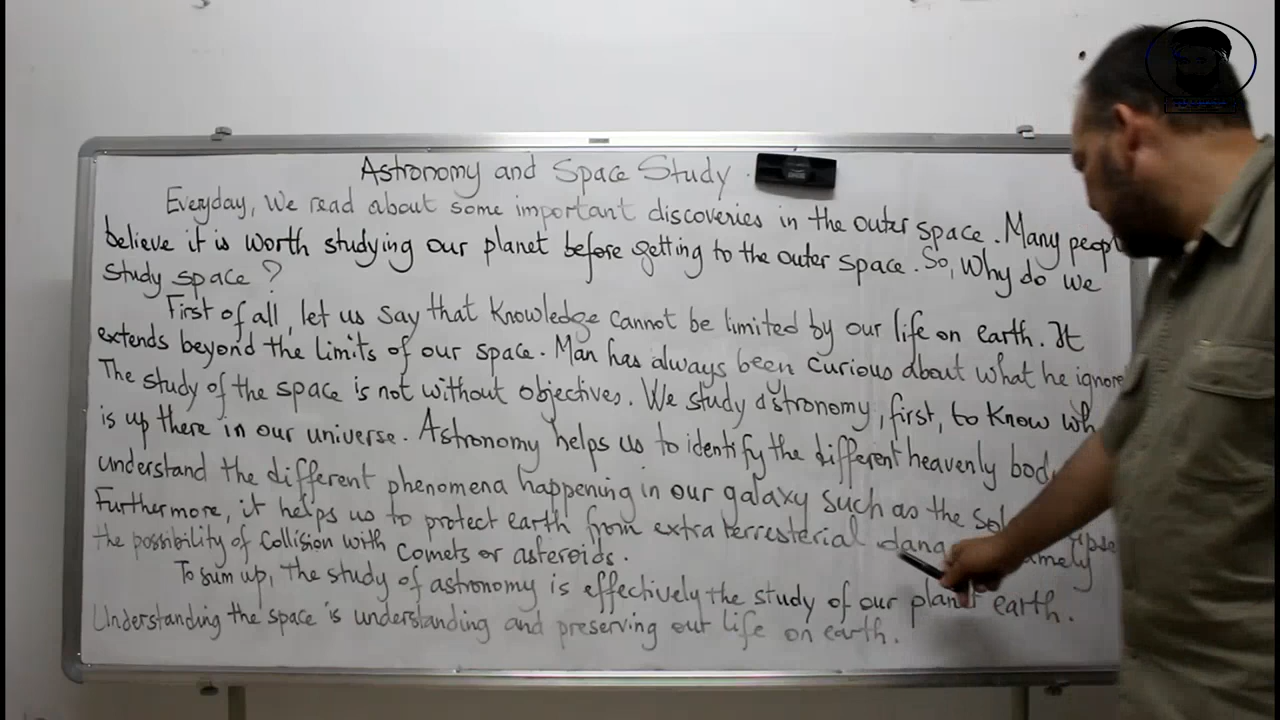 Astronomy and Space Study.
Everyday, We read about some important discoveries in the outer space. Many peopl
believe it is worth studying our planet before getting to the outer space. So, Why do we
study space?
First of all, let us say that Knowledge cannot be limited by our life on earth. It
extends beyond the limits of our space. Man has always been curious about what he ignore
The study of the space is not without objectives. We study astronomy, first, to know wh
is up there in our universe. Astronomy helps us to identify the different heavenly body
understand the different phenomena happening in our galaxy such as the sol
Furthermore, it helps us to protect earth from extra terresterial dang namely
the possibility of Collision with comets or asteroids.
To sum up, the study of astronomy is effectively the study of our planet earth.
Understanding the space is understanding and preserving our life on earth.